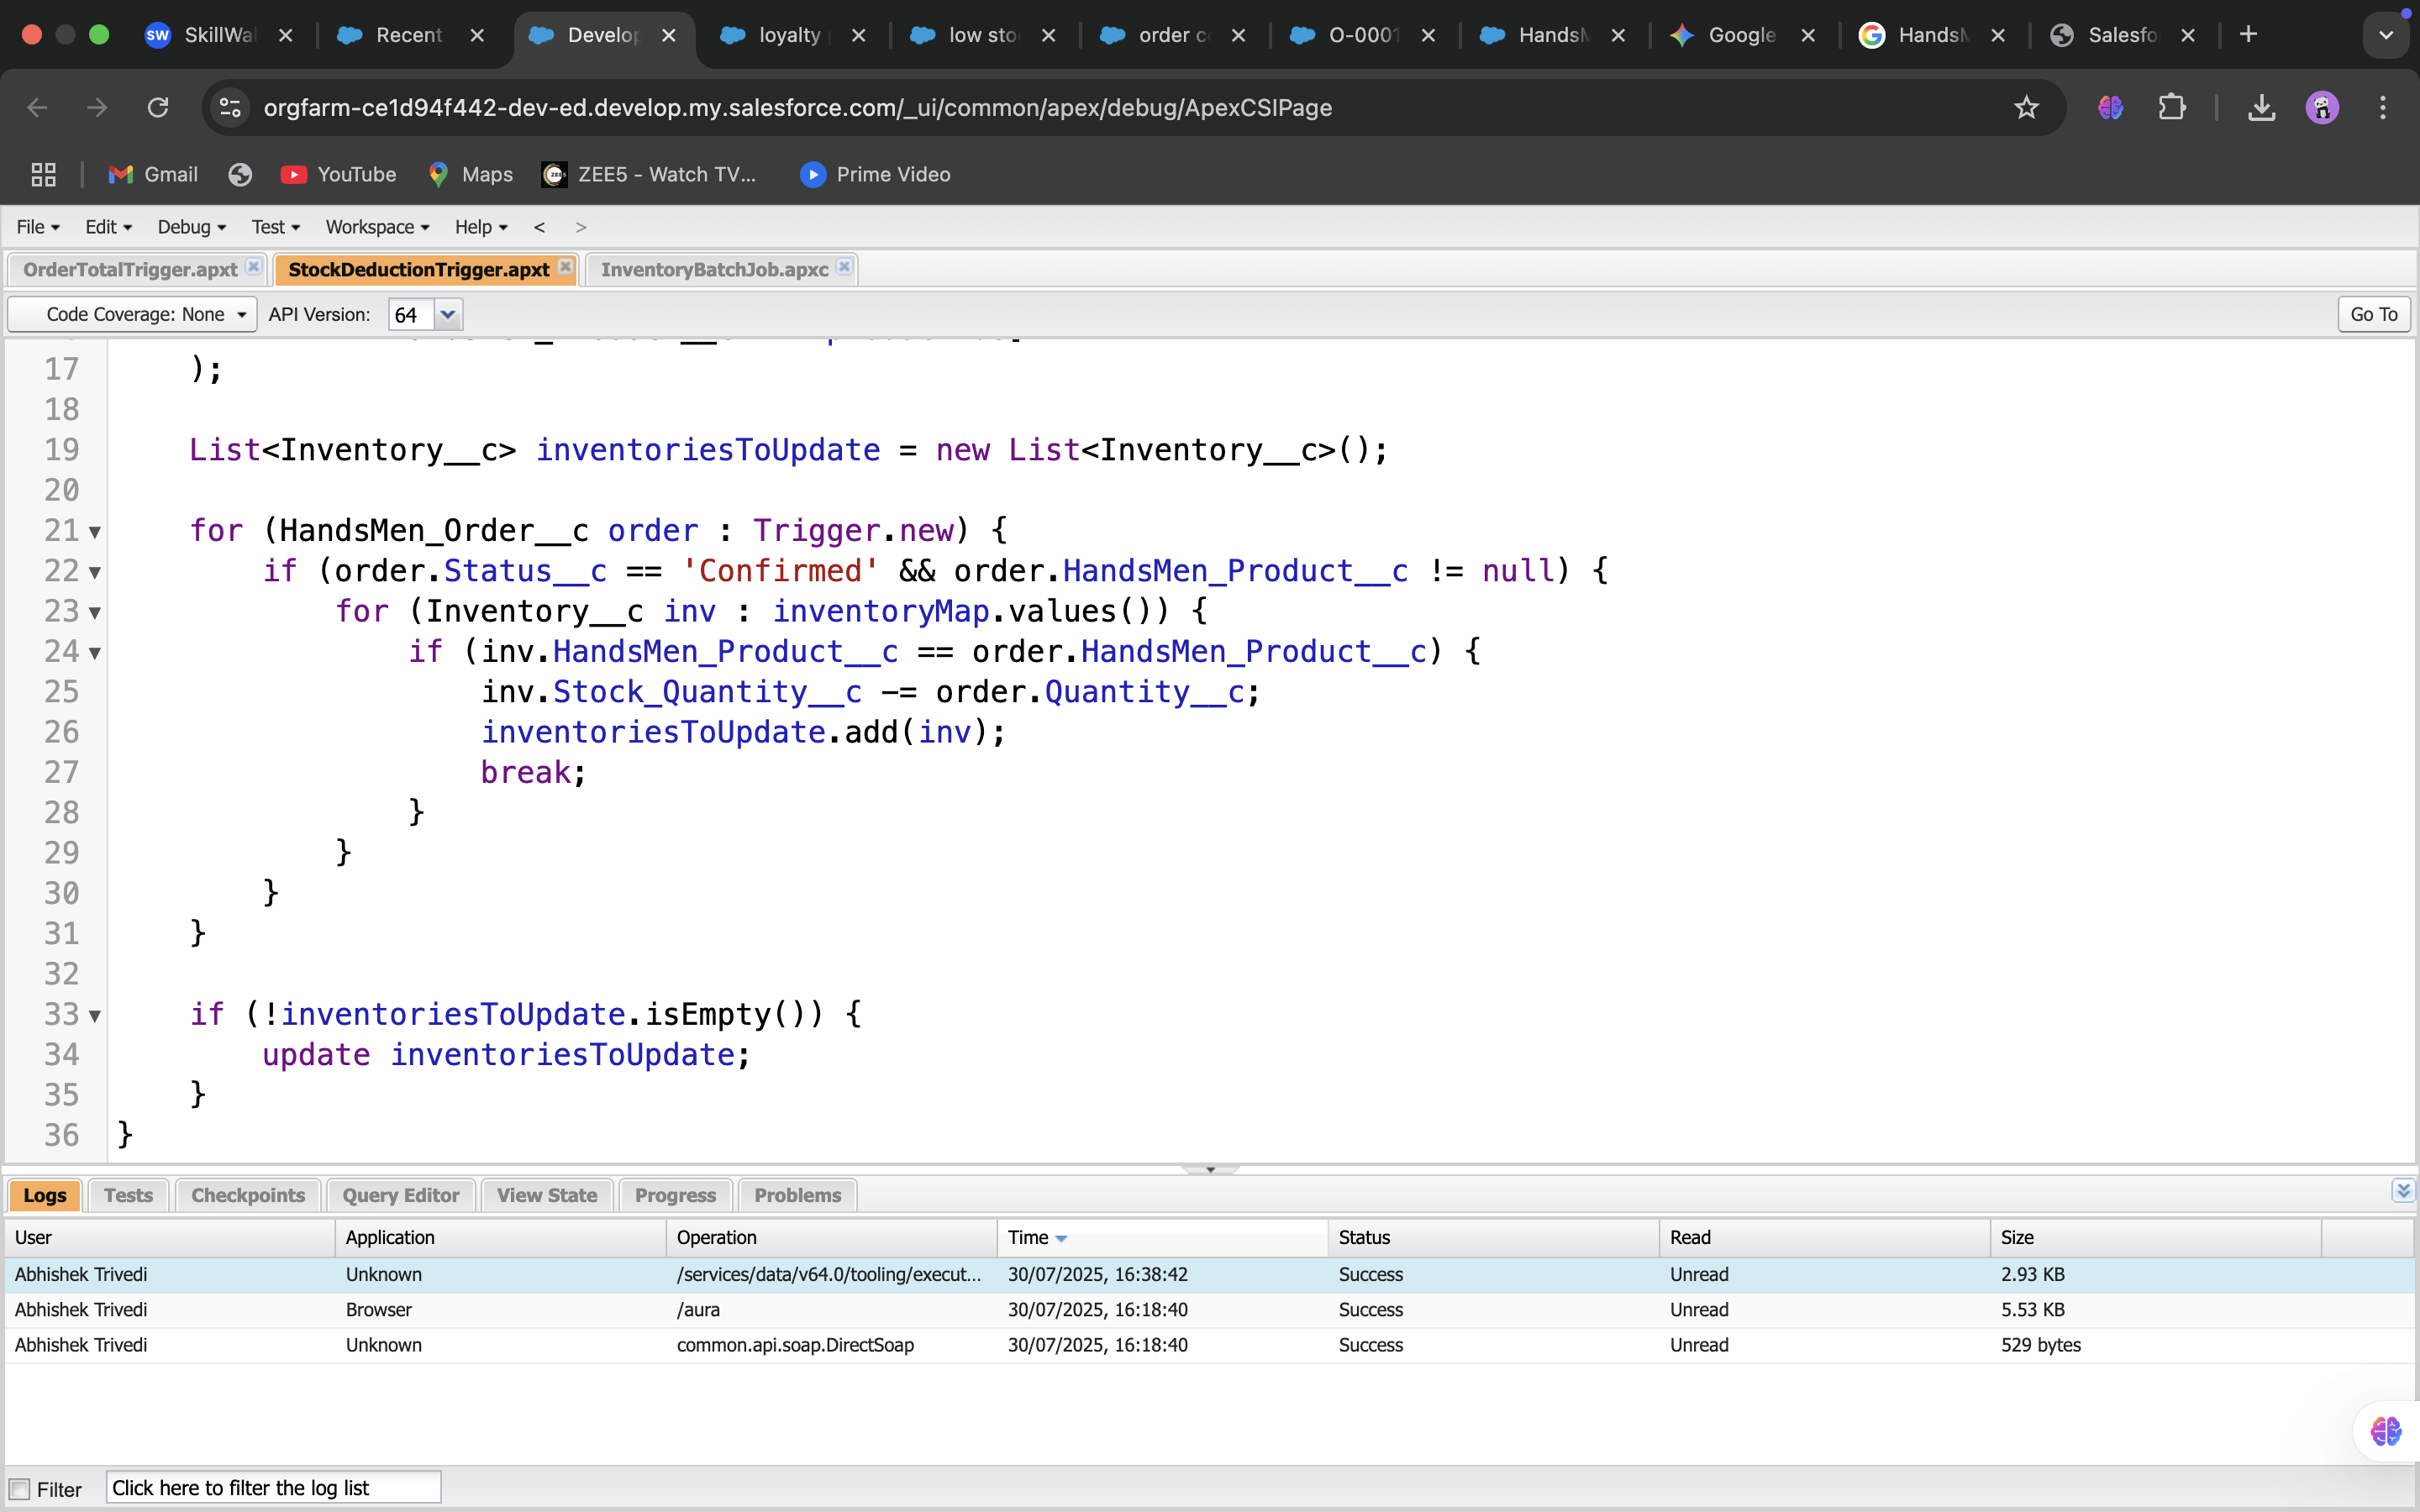 SkillWal
Recent
Develop
loyalty
low sto
order c
O-0001
HandsM
Google
HandsM
Salesfo
orgfarm-ce1d94f442-dev-ed.develop.my.salesforce.com/_ui/common/apex/debug/ApexCSIPage
Gmail
YouTube
Maps
ZEE5 - Watch TV...
Prime Video
File Edit Debug Test Workspace Help < >
OrderTotalTrigger.apxt StockDeductionTrigger.apxt InventoryBatchJob.apxc
Code Coverage: None API Version: 64 Go To
17 );
18
19 List<Inventory__c> inventoriesToUpdate = new List<Inventory__c>();
20
21 for (HandsMen_Order__c order : Trigger.new) {
22 if (order.Status__c == 'Confirmed' && order.HandsMen_Product__c != null) {
23 for (Inventory__c inv : inventoryMap.values()) {
24 if (inv.HandsMen_Product__c == order.HandsMen_Product__c) {
25 inv.Stock_Quantity__c -= order.Quantity__c;
26 inventoriesToUpdate.add(inv);
27 break;
28 }
29 }
30 }
31 }
32
33 if (!inventoriesToUpdate.isEmpty()) {
34 update inventoriesToUpdate;
35 }
36 }
Logs Tests Checkpoints Query Editor View State Progress Problems
User Application Operation Time Status Read Size
Abhishek Trivedi Unknown /services/data/v64.0/tooling/execut... 30/07/2025, 16:38:42 Success Unread 2.93 KB
Abhishek Trivedi Browser /aura 30/07/2025, 16:18:40 Success Unread 5.53 KB
Abhishek Trivedi Unknown common.api.soap.DirectSoap 30/07/2025, 16:18:40 Success Unread 529 bytes
Filter Click here to filter the log list